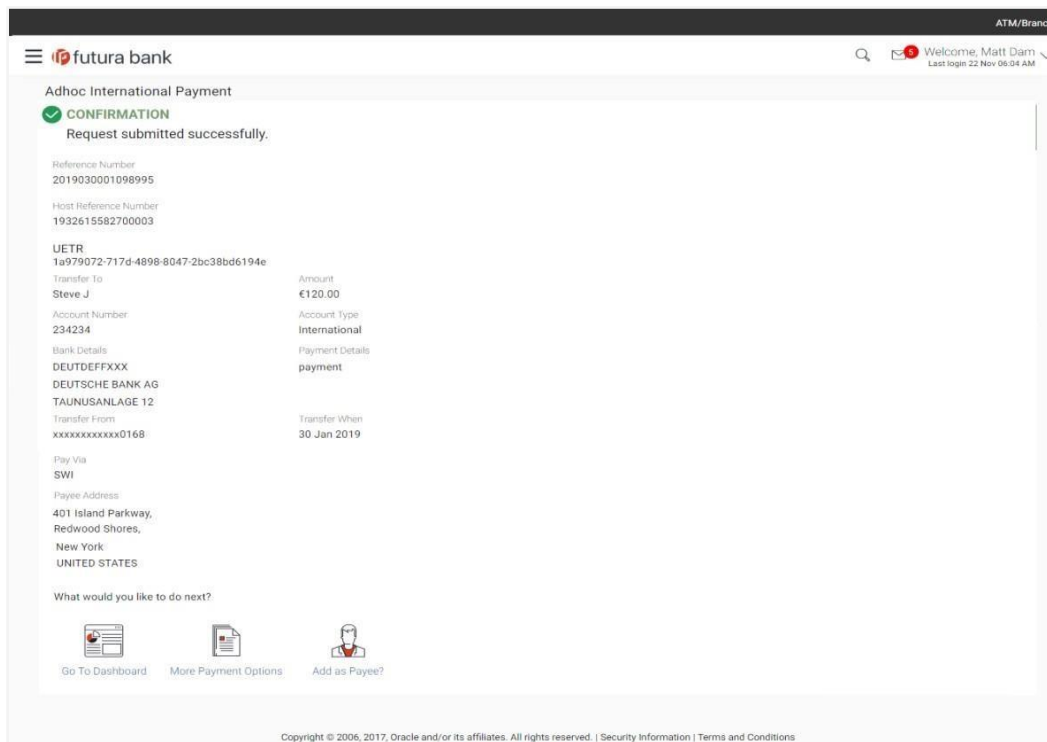 ATM/Branc
futura bank
5
Welcome, Matt Dam
Last login 22 Nov 06:04 AM
Adhoc International Payment
CONFIRMATION
Request submitted successfully.
Reference Number
2019030001098995
Host Reference Number
1932615582700003
UETR
1a979072-717d-4898-8047-2bc38bd6194e
Transfer To
Steve J
Amount
€120.00
Account Number
234234
Account Type
International
Bank Details
DEUTDEFFXXX
DEUTSCHE BANK AG
TAUNUSANLAGE 12
Payment Details
payment
Transfer From
xxxxxxxxxxxx0168
Transfer When
30 Jan 2019
Pay Via
SWI
Payee Address
401 Island Parkway,
Redwood Shores,
New York
UNITED STATES
What would you like to do next?
Go To Dashboard
More Payment Options
Add as Payee?
Copyright © 2006, 2017, Oracle and/or its affiliates. All rights reserved. | Security Information | Terms and Conditions